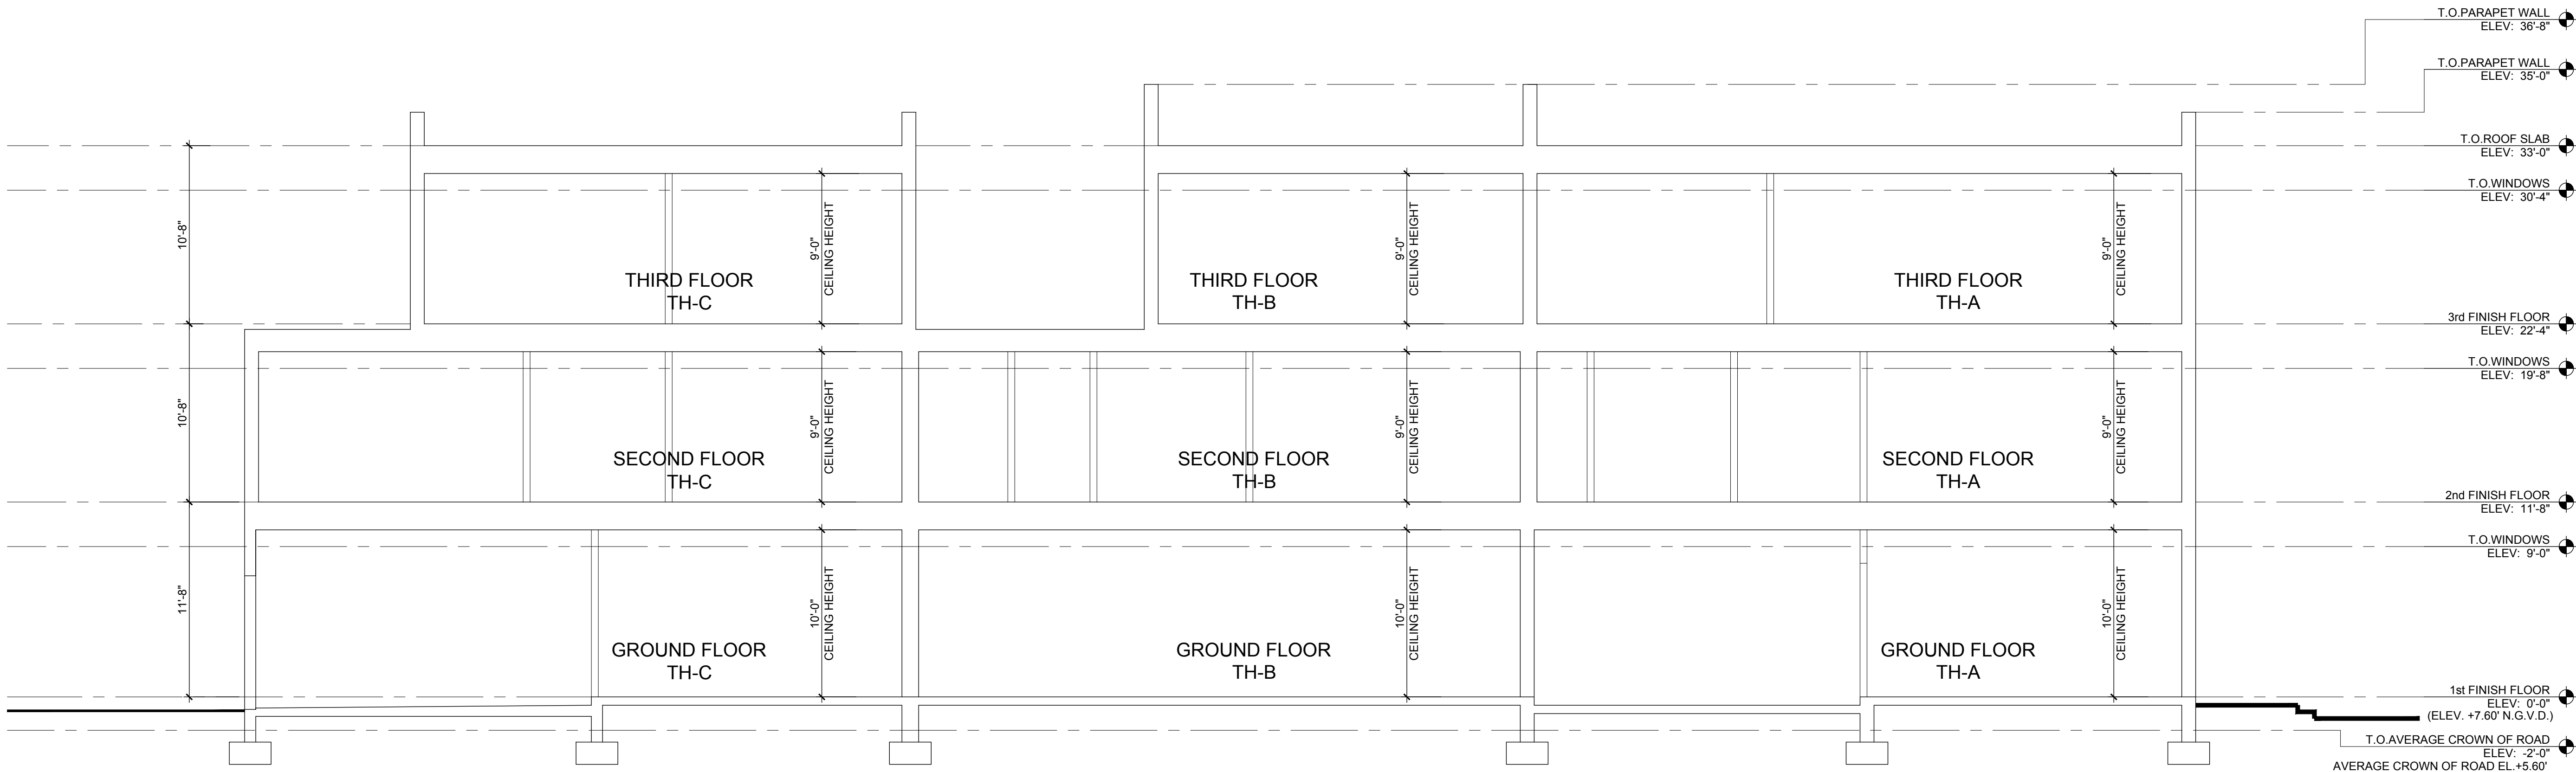 T.O.PARAPET WALL
ELEV:  36'-8"
T.O.PARAPET WALL
ELEV:  35'-0"
T.O.ROOF SLAB
ELEV:  33'-0"
T.O.WINDOWS
ELEV:  30'-4"
10'-8"
9'-0"
CEILING HEIGHT
9'-0"
CEILING HEIGHT
9'-0"
CEILING HEIGHT
THIRD FLOOR
TH-C
THIRD FLOOR
TH-B
THIRD FLOOR
TH-A
3rd FINISH FLOOR
ELEV:  22'-4"
T.O.WINDOWS
ELEV:  19'-8"
10'-8"
9'-0"
CEILING HEIGHT
9'-0"
CEILING HEIGHT
9'-0"
CEILING HEIGHT
SECOND FLOOR
TH-C
SECOND FLOOR
TH-B
SECOND FLOOR
TH-A
2nd FINISH FLOOR
ELEV:  11'-8"
T.O.WINDOWS
ELEV:  9'-0"
11'-8"
10'-0"
CEILING HEIGHT
10'-0"
CEILING HEIGHT
10'-0"
CEILING HEIGHT
GROUND FLOOR
TH-C
GROUND FLOOR
TH-B
GROUND FLOOR
TH-A
1st FINISH FLOOR
ELEV:  0'-0"
(ELEV. +7.60' N.G.V.D.)
T.O.AVERAGE CROWN OF ROAD
ELEV:  -2'-0"
AVERAGE CROWN OF ROAD EL.+5.60'